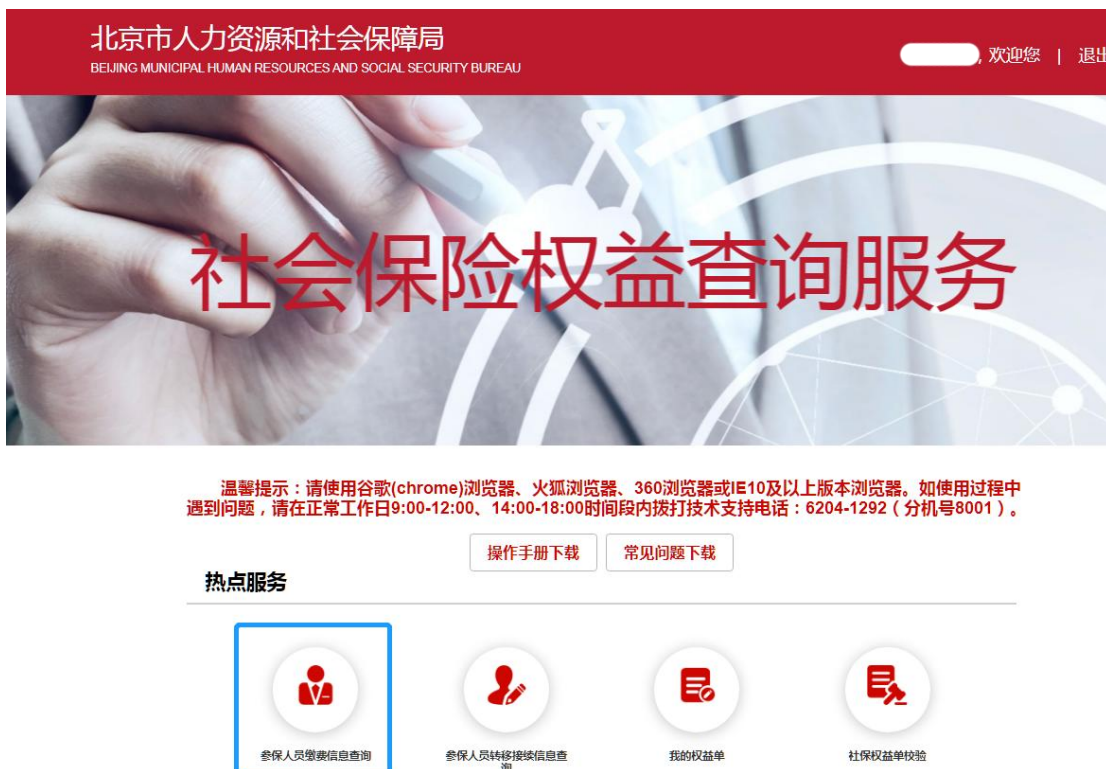 北京市人力资源和社会保障局
BEIJING MUNICIPAL HUMAN RESOURCES AND SOCIAL SECURITY BUREAU
, 欢迎您 | 退出
社会保险权益查询服务
温馨提示：请使用谷歌(chrome)浏览器、火狐浏览器、360浏览器或IE10及以上版本浏览器。如使用过程中
遇到问题，请在正常工作日9:00-12:00、14:00-18:00时间段内拨打技术支持电话：6204-1292（分机号8001）。
操作手册下载 常见问题下载
热点服务
参保人员缴费信息查询 参保人员转移接续信息查 我的权益单 社保权益单校验
询